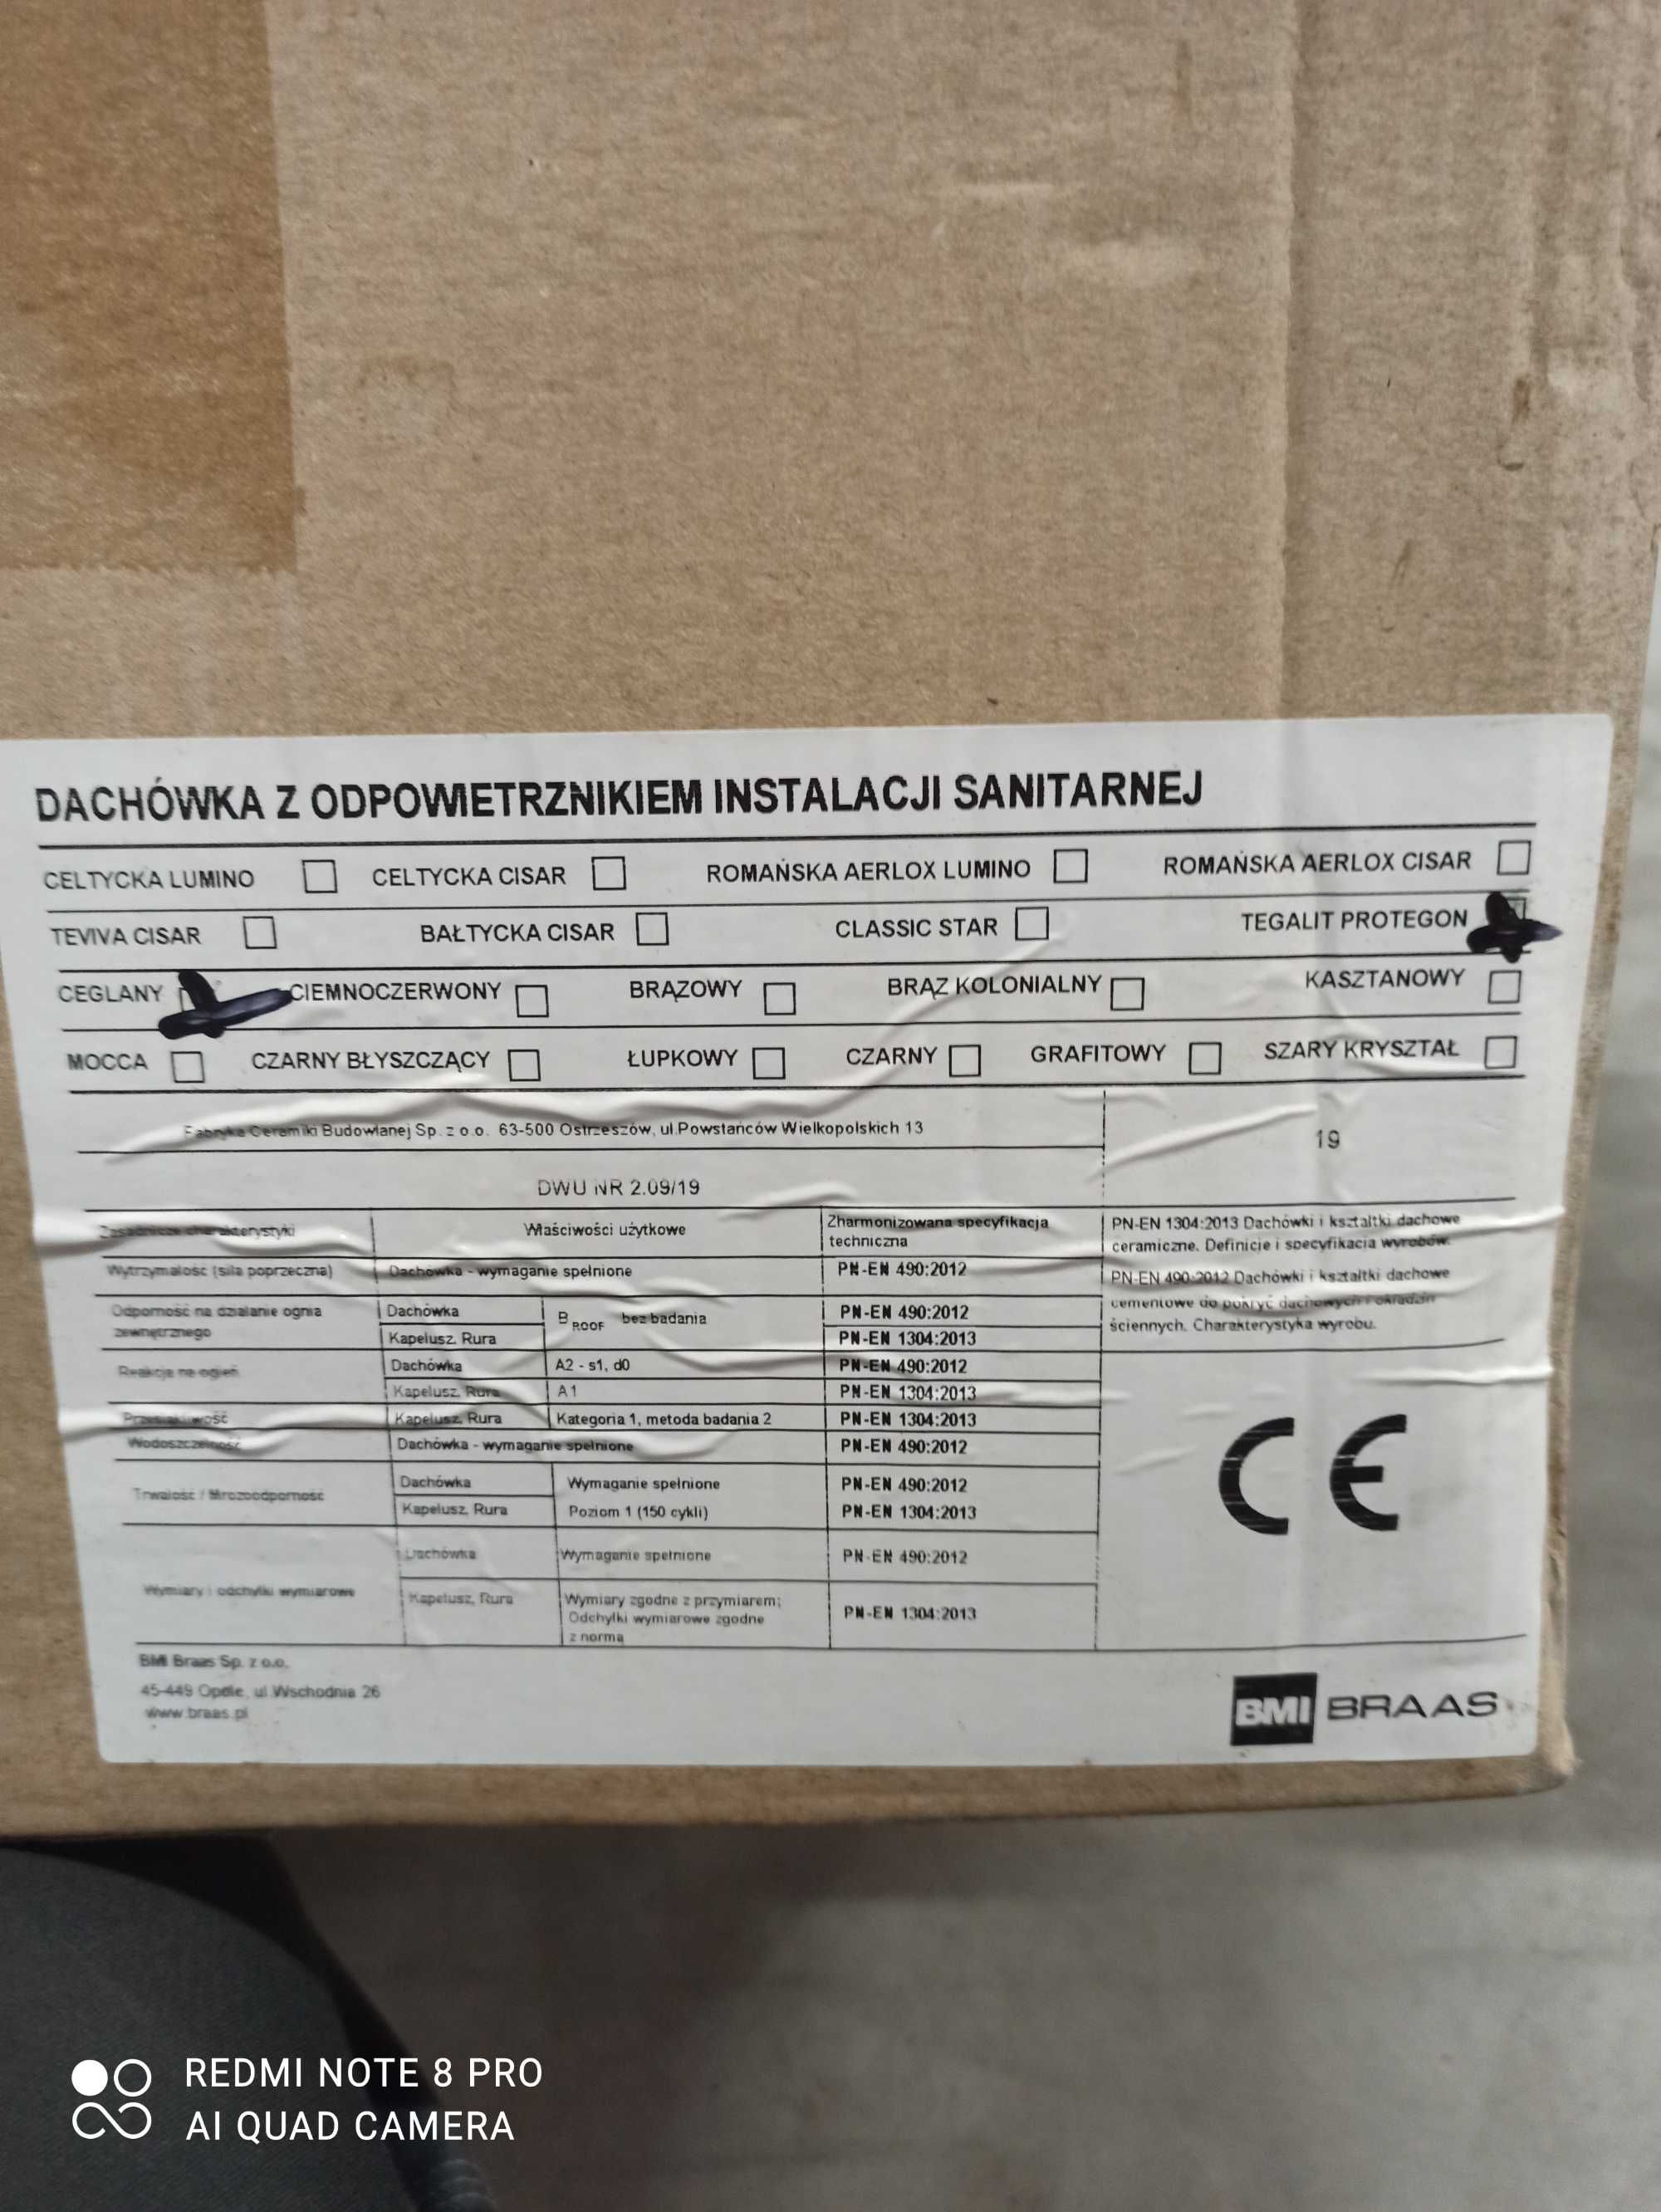 DACHÓWKA Z ODPOWIETRZNIKIEM INSTALACJI SANITARNEJ
CELTYCKA LUMINO CELTYCKA CISAR ROMAŃSKA AERLOX LUMINO ROMAŃSKA AERLOX CISAR
TEVIVA CISAR BAŁTYCKA CISAR CLASSIC STAR TEGALIT PROTEGON
CEGLANY CIEMNOCZERWONY BRĄZOWY BRĄZ KOLONIALNY KASZTANOWY
MOCCA CZARNY BŁYSZCZĄCY ŁUPKOWY CZARNY GRAFITOWY SZARY KRYSZTAŁ
Fabryka Ceramiki Budowlanej Sp. z o.o. 63-500 Ostrzeszów, ul.Powstańców Wielkopolskich 13
19
DWU NR 2.09/19
Zasadnicze charakterystyki Właściwości użytkowe Zharmonizowana specyfikacja techniczna
PN-EN 1304:2013 Dachówki i kształtki dachowe
ceramiczne. Definicje i specyfikacja wyrobów.
PN-EN 490:2012 Dachówki i kształtki dachowe
cementowe do pokryć dachowych i okładzin
ściennych. Charakterystyka wyrobu.
Wytrzymałość (siła poprzeczna) Dachówka - wymaganie spełnione PN-EN 490:2012
Odporność na działanie ognia
zewnętrznego
Dachówka B ROOF bez badania PN-EN 490:2012
Kapelusz, Rura PN-EN 1304:2013
Reakcja na ogień Dachówka A2 - s1, d0 PN-EN 490:2012
Kapelusz, Rura A1 PN-EN 1304:2013
Przesiąkliwość Kapelusz, Rura Kategoria 1, metoda badania 2 PN-EN 1304:2013
Wodoszczelność Dachówka - wymaganie spełnione PN-EN 490:2012
Trwałość / Mrozoodporność Dachówka Wymaganie spełnione PN-EN 490:2012
Kapelusz, Rura Poziom 1 (150 cykli) PN-EN 1304:2013
Wymiary i odchyłki wymiarowe Dachówka Wymaganie spełnione PN-EN 490:2012
Kapelusz, Rura Wymiary zgodne z przymiarem; PN-EN 1304:2013
Odchyłki wymiarowe zgodne
z normą
CE
BMI Braas Sp. z o.o.
45-449 Opole, ul.Wschodnia 26
www.braas.pl
BMI BRAAS
REDMI NOTE 8 PRO
AI QUAD CAMERA